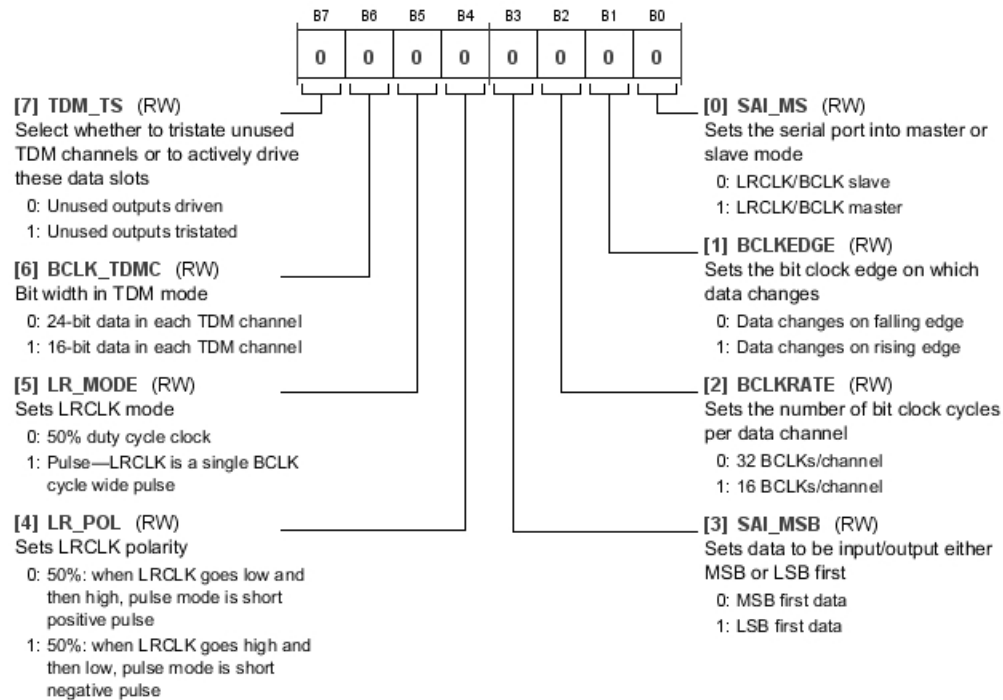 B7 B6 B5 B4 B3 B2 B1 B0
0 0 0 0 0 0 0 0
[7] TDM_TS (RW)
Select whether to tristate unused
TDM channels or to actively drive
these data slots
0: Unused outputs driven
1: Unused outputs tristated
[6] BCLK_TDMC (RW)
Bit width in TDM mode
0: 24-bit data in each TDM channel
1: 16-bit data in each TDM channel
[5] LR_MODE (RW)
Sets LRCLK mode
0: 50% duty cycle clock
1: Pulse—LRCLK is a single BCLK
cycle wide pulse
[4] LR_POL (RW)
Sets LRCLK polarity
0: 50%: when LRCLK goes low and
then high, pulse mode is short
positive pulse
1: 50%: when LRCLK goes high and
then low, pulse mode is short
negative pulse
[0] SAI_MS (RW)
Sets the serial port into master or
slave mode
0: LRCLK/BCLK slave
1: LRCLK/BCLK master
[1] BCLKEDGE (RW)
Sets the bit clock edge on which
data changes
0: Data changes on falling edge
1: Data changes on rising edge
[2] BCLKRATE (RW)
Sets the number of bit clock cycles
per data channel
0: 32 BCLKs/channel
1: 16 BCLKs/channel
[3] SAI_MSB (RW)
Sets data to be input/output either
MSB or LSB first
0: MSB first data
1: LSB first data